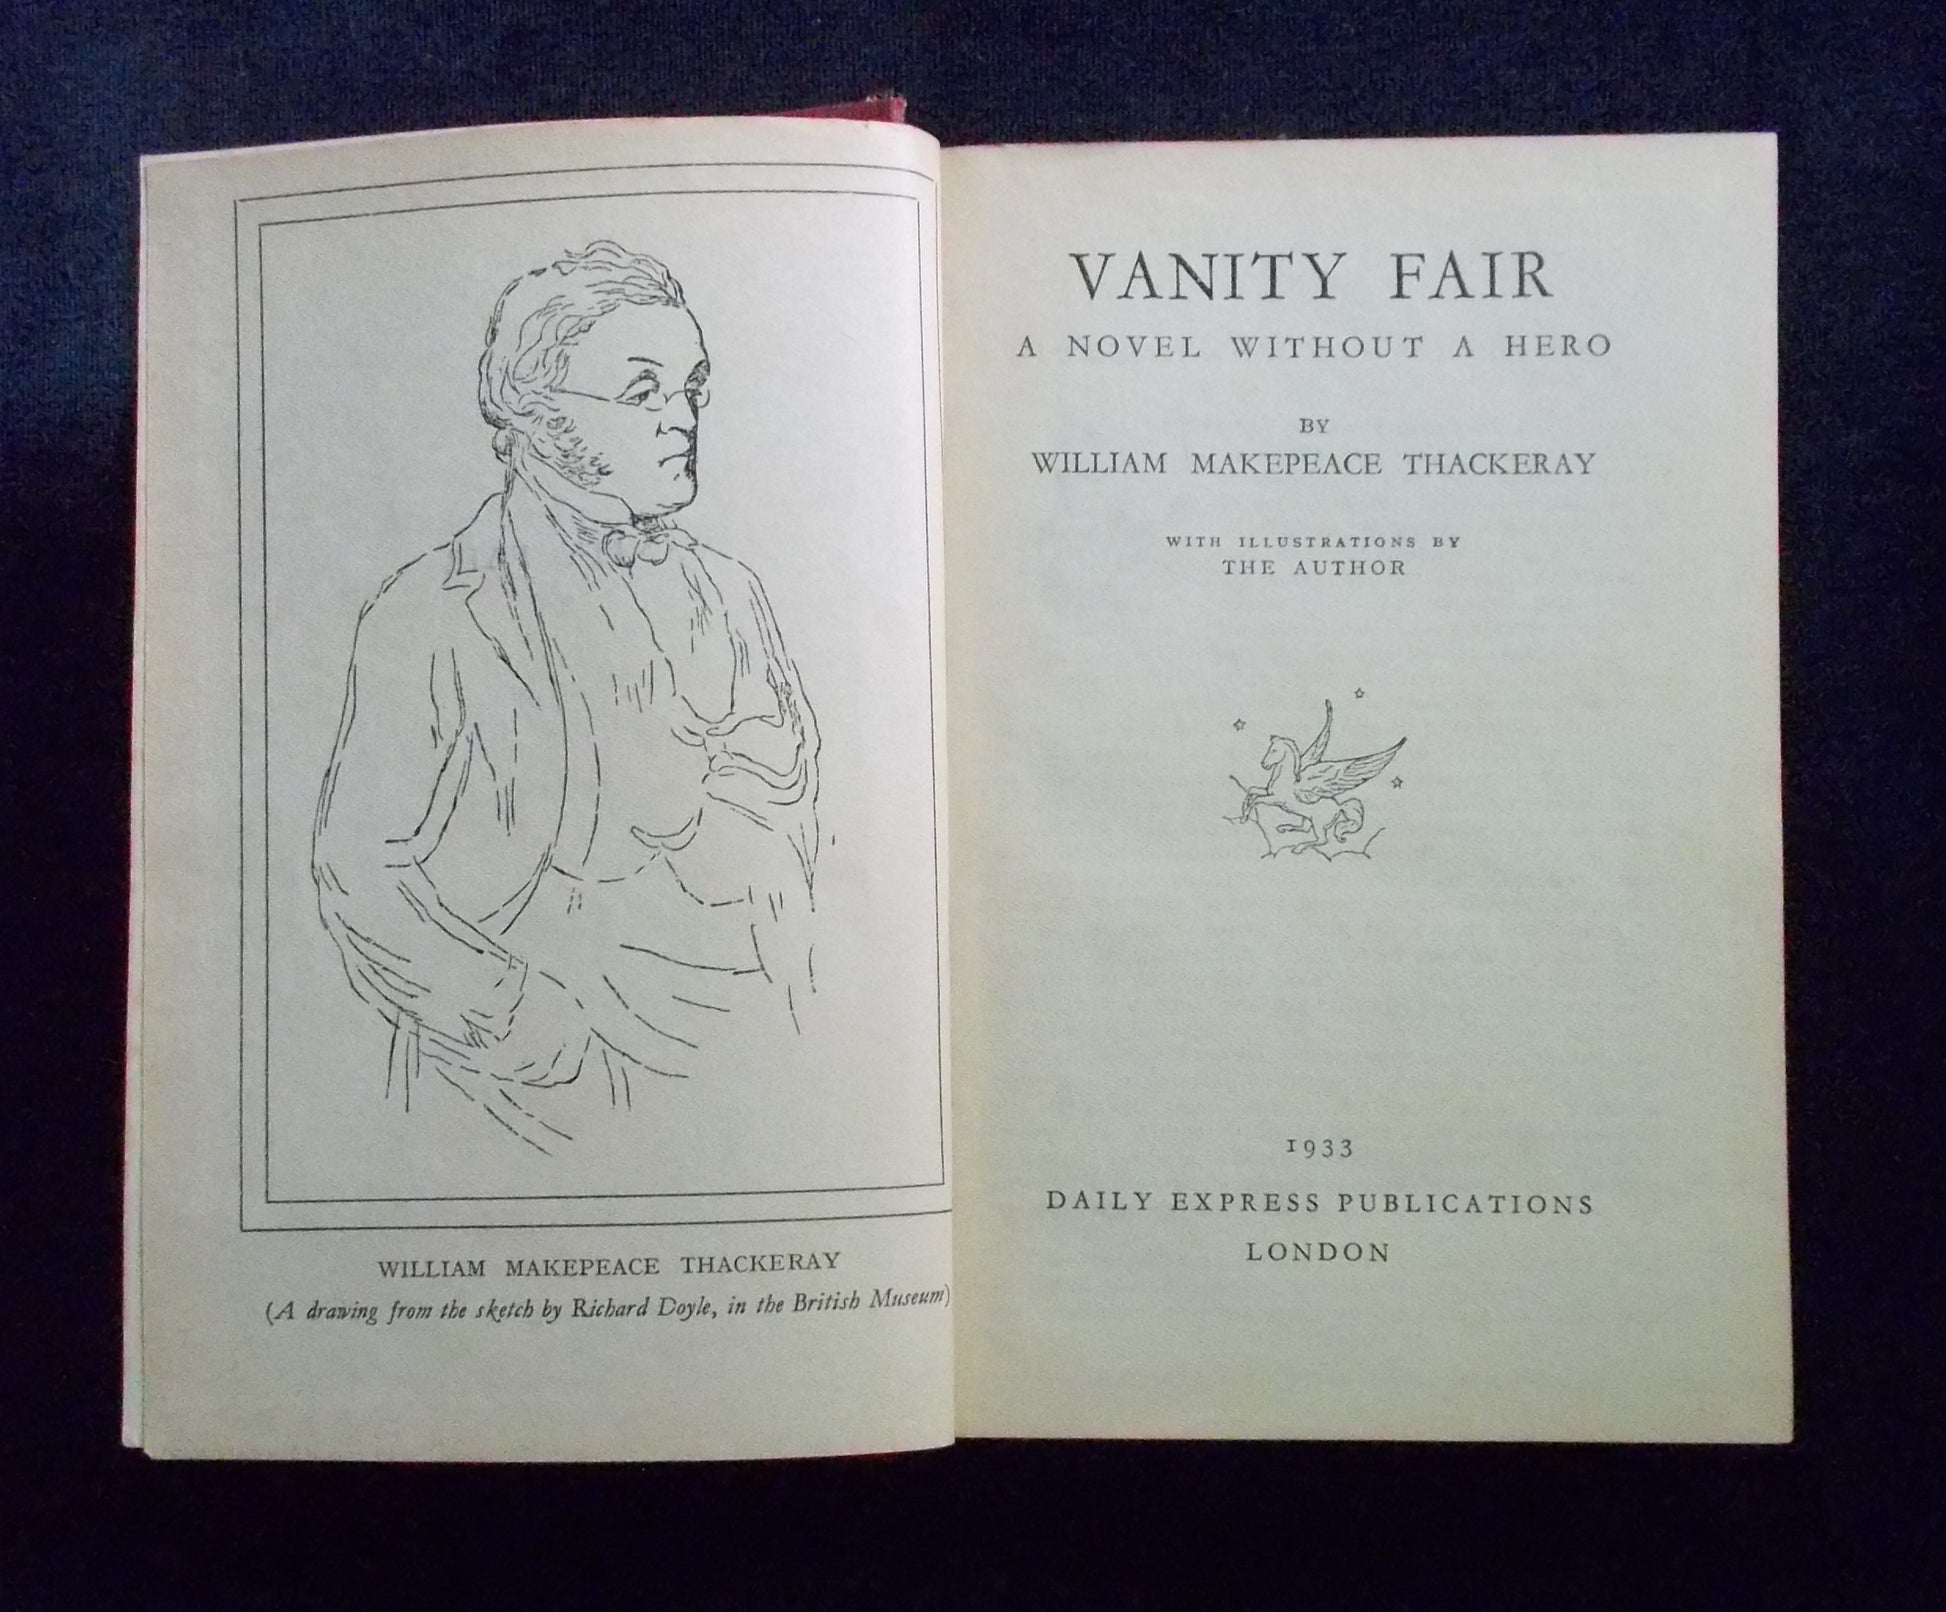 WILLIAM MAKEPEACE THACKERAY
(A drawing from the sketch by Richard Doyle, in the British Museum)
VANITY FAIR
A NOVEL WITHOUT A HERO
BY
WILLIAM MAKEPEACE THACKERAY
WITH ILLUSTRATIONS BY
THE AUTHOR
1933
DAILY EXPRESS PUBLICATIONS
LONDON